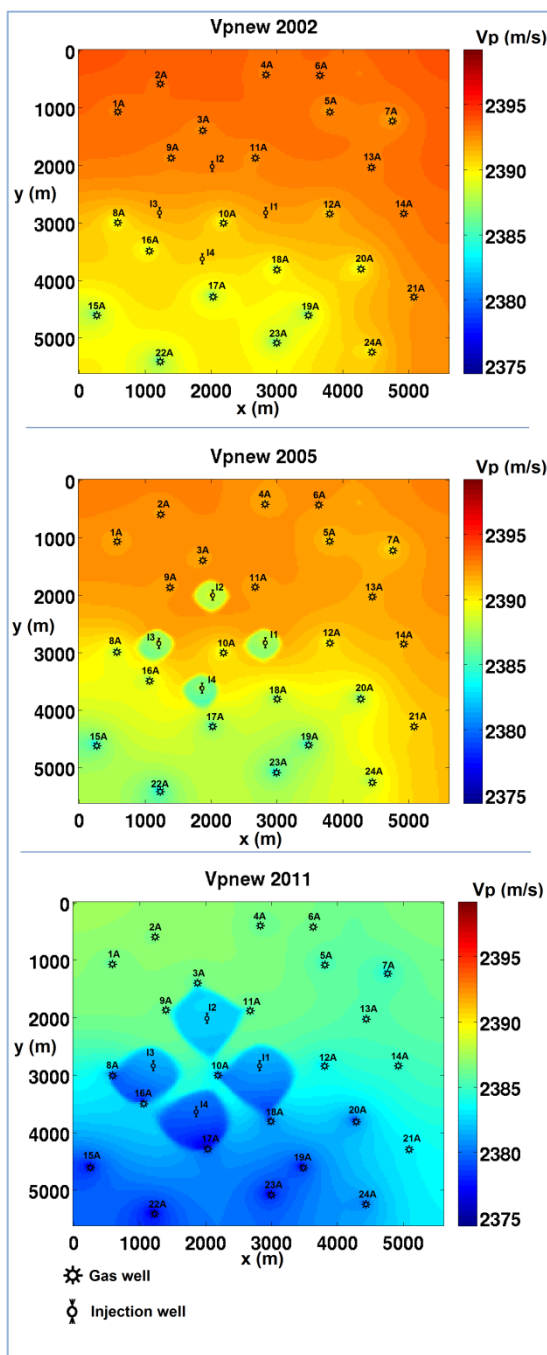 Vpnew 2002
Vp (m/s)
0
1000
2000
y (m)
3000
4000
5000
0 1000 2000 3000 4000 5000
x (m)
2395
2390
2385
2380
2375
4A 6A
2A
1A 5A
7A
3A
9A I2 11A 13A
I3 I1 14A
8A 10A 12A
16A I4
18A 20A
17A 21A
15A 19A
23A
22A 24A
Vpnew 2005
Vp (m/s)
0
1000
2000
y (m)
3000
4000
5000
0 1000 2000 3000 4000 5000
x (m)
2395
2390
2385
2380
2375
4A 6A
2A
1A 5A
7A
3A
9A I2 11A 13A
I3 I1
8A 10A 12A 14A
16A I4
18A 20A
17A 21A
15A 19A
23A
22A 24A
Vpnew 2011
Vp (m/s)
0
1000
2000
y (m)
3000
4000
5000
0 1000 2000 3000 4000 5000
x (m)
2395
2390
2385
2380
2375
4A 6A
2A
1A 5A
7A
3A
9A I2 11A 13A
I3 I1
8A 10A 12A 14A
16A I4
18A 20A
17A 21A
15A 19A
23A
22A 24A
Gas well
Injection well